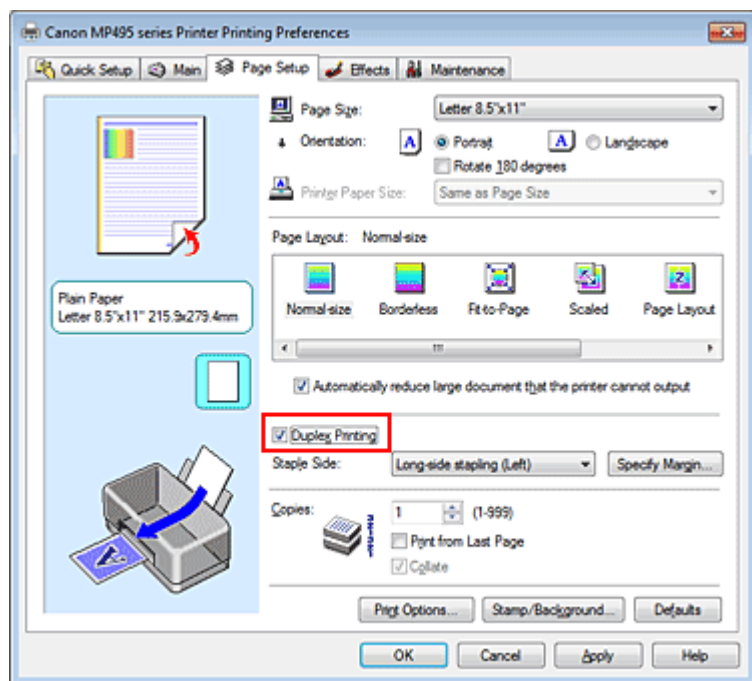 Canon MP495 series Printer Printing Preferences
Quick Setup Main Page Setup Effects Maintenance
Page Size: Letter 8.5"x11"
Orientation: A Portrait A Landscape
Rotate 180 degrees
Printer Paper Size: Same as Page Size
Page Layout: Normal-size
Normal-size Borderless Fit-to-Page Scaled Page Layout
Plain Paper
Letter 8.5"x11" 215.9x279.4mm
Automatically reduce large document that the printer cannot output
Duplex Printing
Staple Side: Long-side stapling (Left) Specify Margin...
Copies: 1 (1-999)
Print from Last Page
Collate
Print Options... Stamp/Background... Defaults
OK Cancel Apply Help